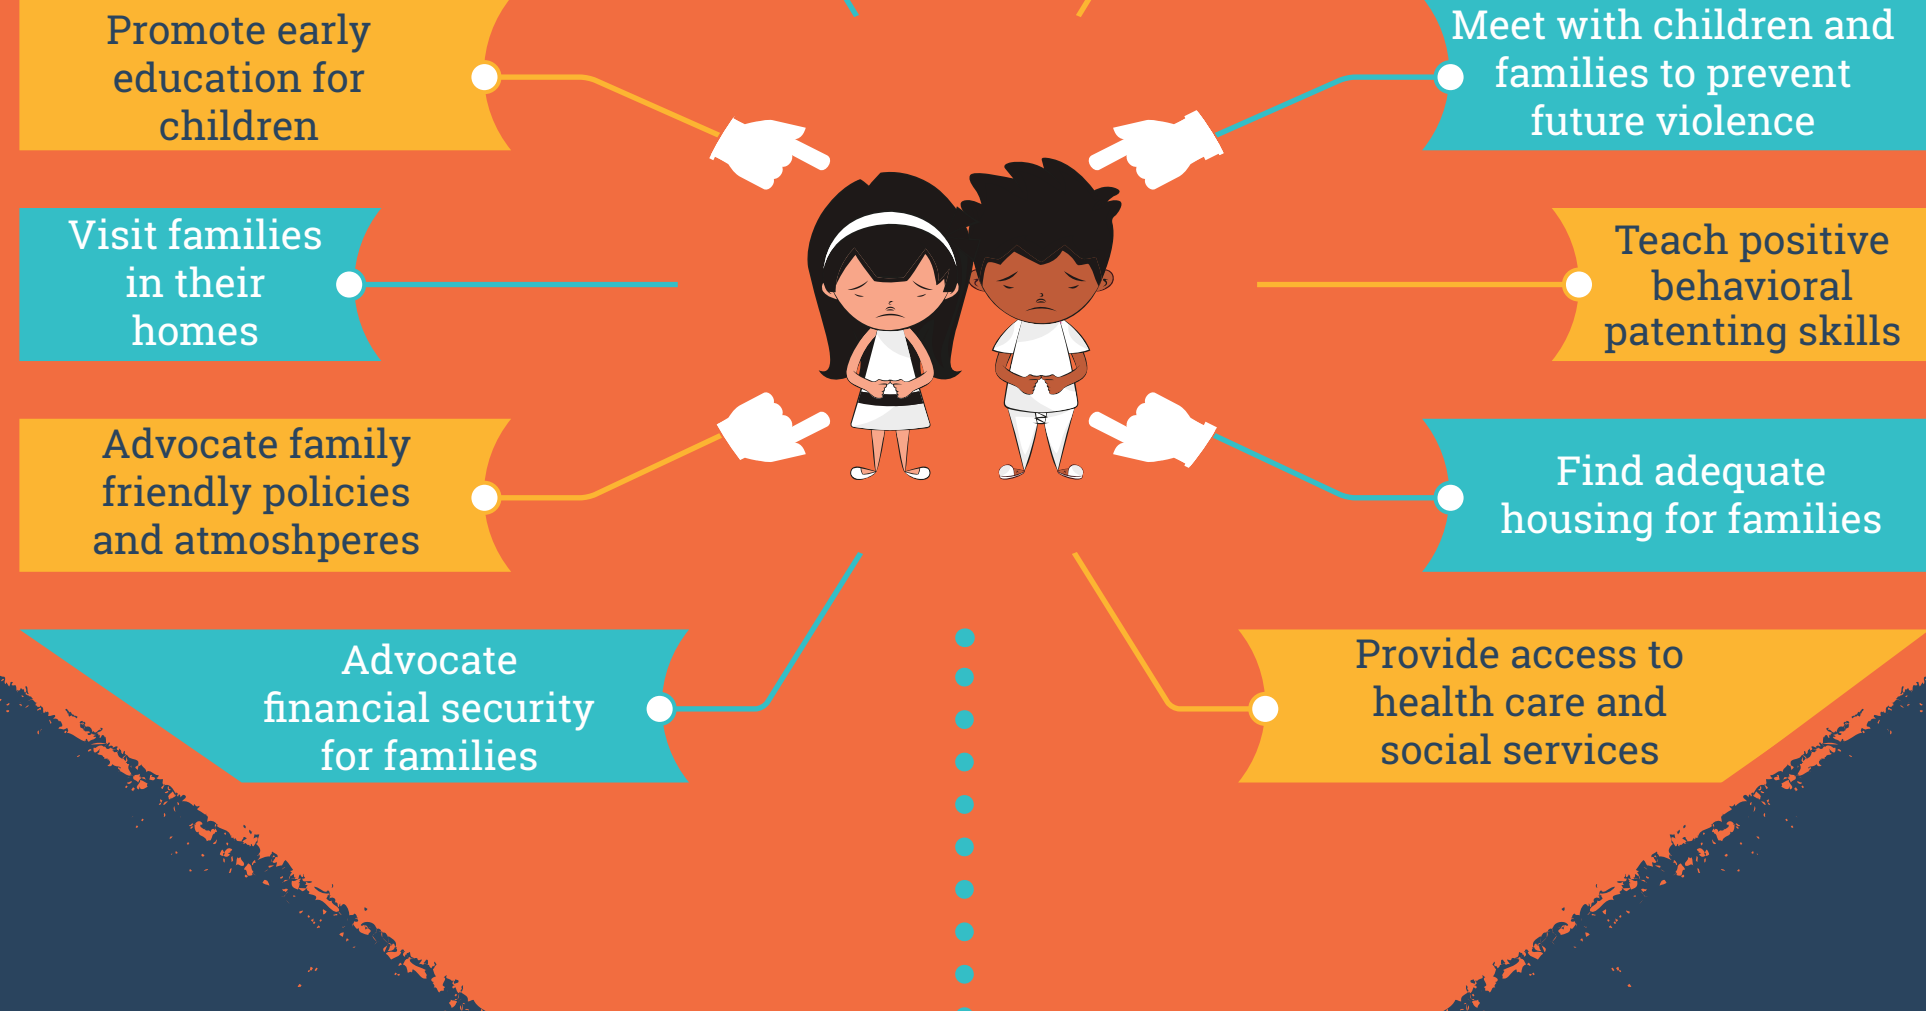 Promote early
education for
children
Meet with children and
families to prevent
future violence
Visit families
in their
homes
Teach positive
behavioral
patenting skills
Advocate family
friendly policies
and atmoshperes
Find adequate
housing for families
Advocate
financial security
for families
Provide access to
health care and
social services